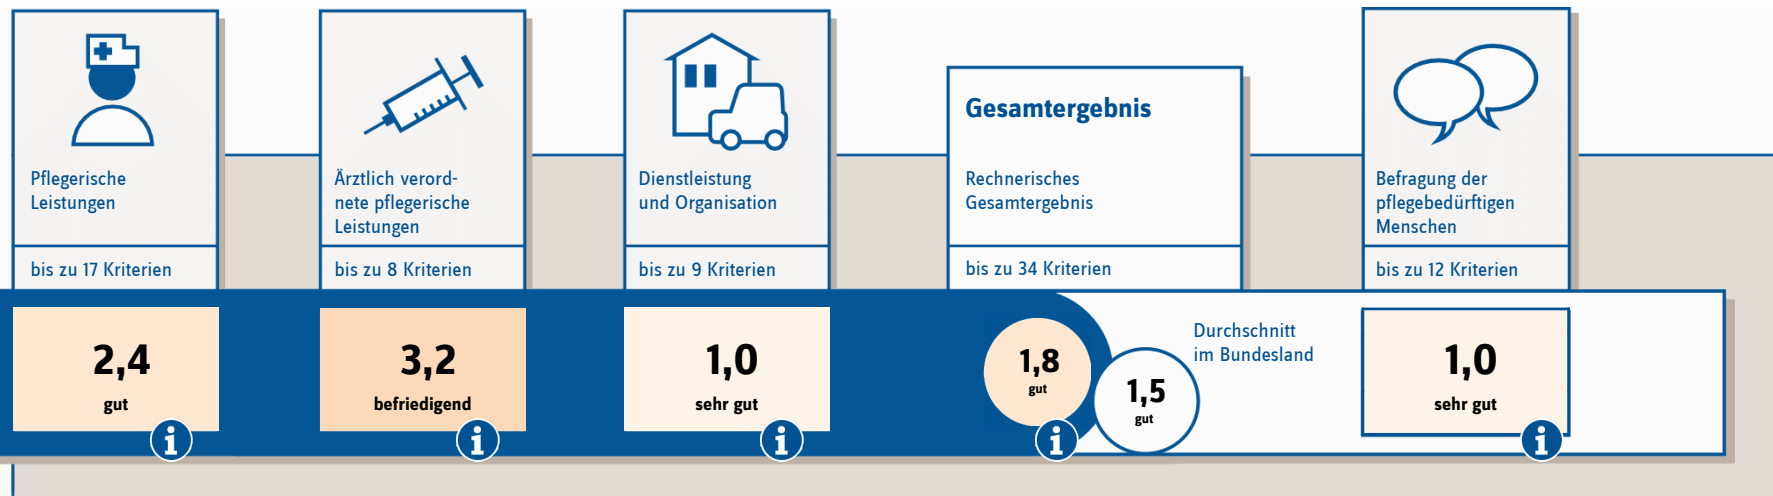 Pflegerische
Leistungen
bis zu 17 Kriterien
2,4
gut
Ärztlich verord-
nete pflegerische
Leistungen
bis zu 8 Kriterien
3,2
befriedigend
Dienstleistung
und Organisation
bis zu 9 Kriterien
1,0
sehr gut
Gesamtergebnis
Rechnerisches
Gesamtergebnis
bis zu 34 Kriterien
1,8
gut
1,5
gut
Durchschnitt
im Bundesland
Befragung der
pflegebedürftigen
Menschen
bis zu 12 Kriterien
1,0
sehr gut